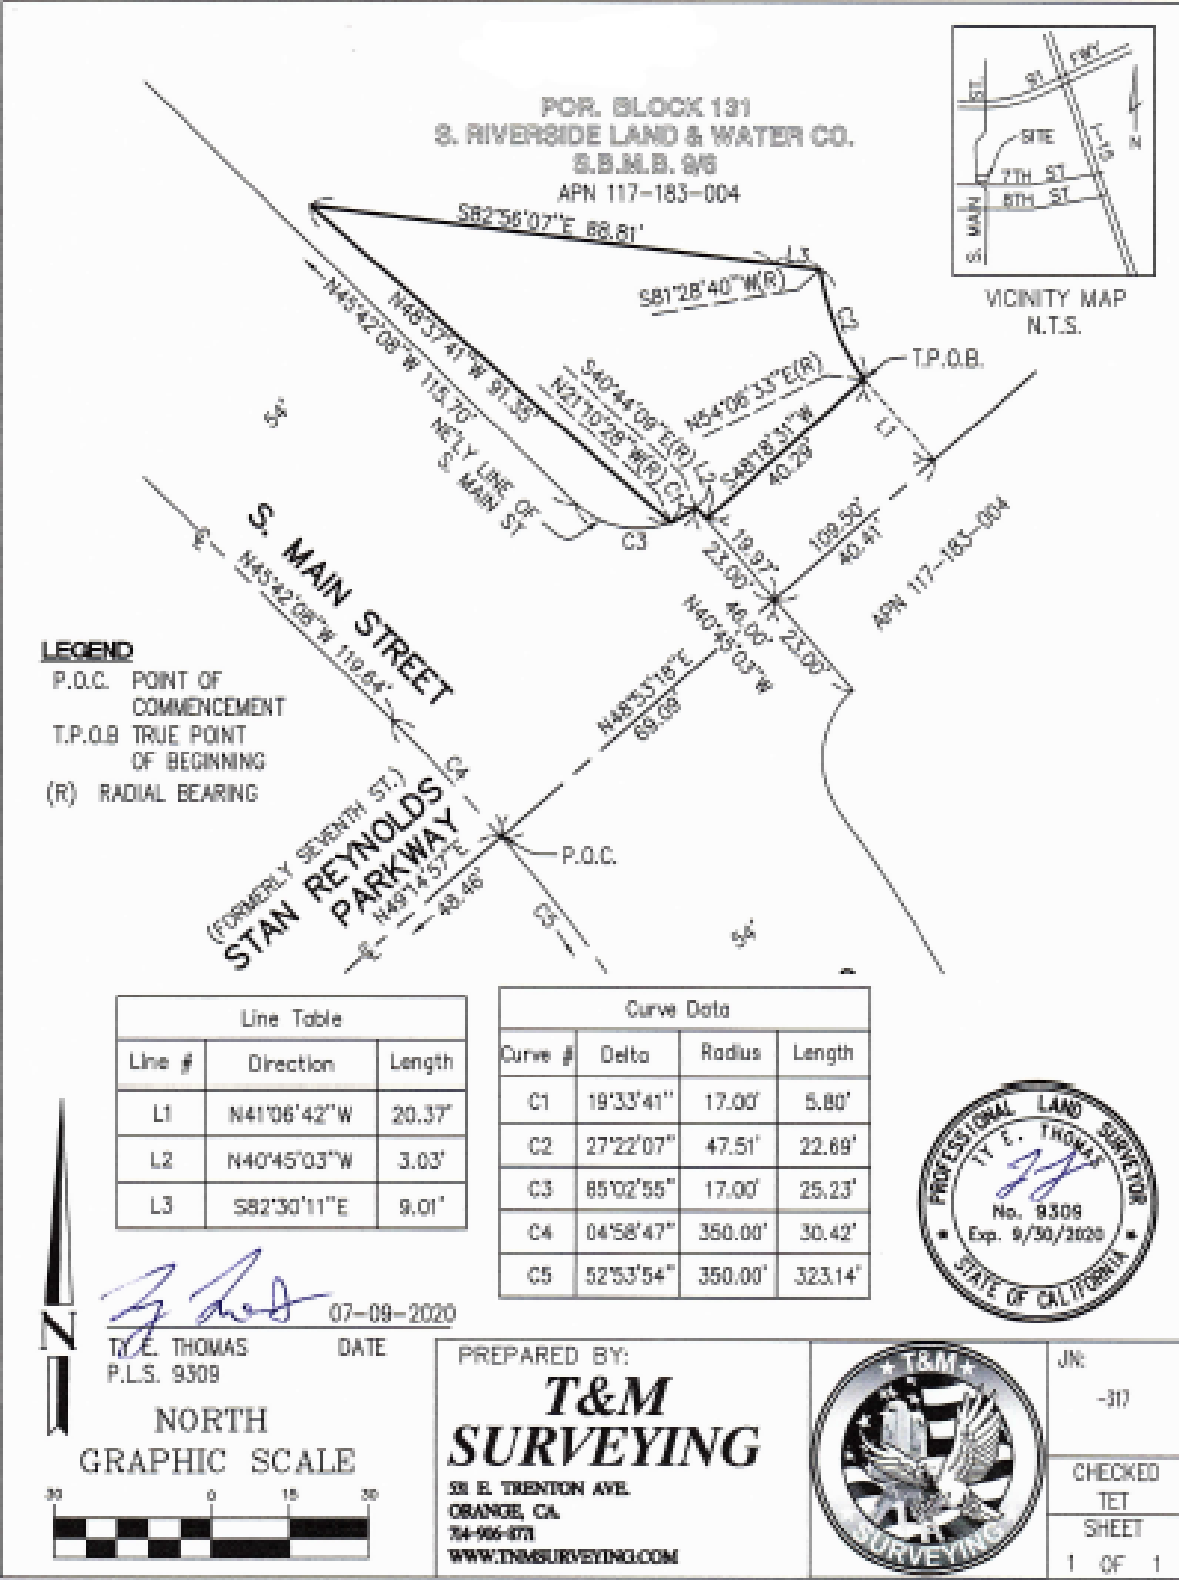 POR. BLOCK 131
S. RIVERSIDE LAND & WATER CO.
S.B.M.B. 9/6
APN 117-183-004
S82°56'07"E 88.81'
L3
S81°28'40"W(R)
C2
T.P.O.B.
N48°37'41"W 91.35'
N45°42'08"W 115.70'
S40°44'09"E(R)
L2
N21°10'28"W(R)
C1
N54°06'33"E(R)
S48°18'31"W
40.29'
L1
NE'LY LINE OF
S. MAIN ST
C3
54'
19.97'
23.00'
109.50'
40.41'
APN 117-183-004
46.00'
N40°45'03"W
23.00'
S. MAIN STREET
N45°42'08"W 119.64'
N48°53'16"E
69.09'
C4
P.O.C.
(FORMERLY SEVENTH ST.)
STAN REYNOLDS
PARKWAY
N49°14'57"E
48.46'
54'
ST.
91 FWY
SITE
I-15
N
7TH ST
8TH ST
S. MAIN
VICINITY MAP
N.T.S.
LEGEND
P.O.C. POINT OF
COMMENCEMENT
T.P.O.B TRUE POINT
OF BEGINNING
(R) RADIAL BEARING
Line Table
Line # Direction Length
L1 N41°06'42"W 20.37'
L2 N40°45'03"W 3.03'
L3 S82°30'11"E 9.01'
Curve Data
Curve # Delta Radius Length
C1 19°33'41" 17.00' 5.80'
C2 27°22'07" 47.51' 22.69'
C3 85°02'55" 17.00' 25.23'
C4 04°58'47" 350.00' 30.42'
C5 52°53'54" 350.00' 323.14'
PROFESSIONAL LAND SURVEYOR
TY E. THOMAS
No. 9309
Exp. 9/30/2020
STATE OF CALIFORNIA
07-09-2020
TY E. THOMAS DATE
P.L.S. 9309
N
NORTH
GRAPHIC SCALE
30 0 15 30
PREPARED BY:
T&M
SURVEYING
E. TRENTON AVE.
ORANGE, CA.
WWW.TNMSURVEYING.COM
T&M
SURVEYING
JN:
-317
CHECKED
TET
SHEET
1 OF 1